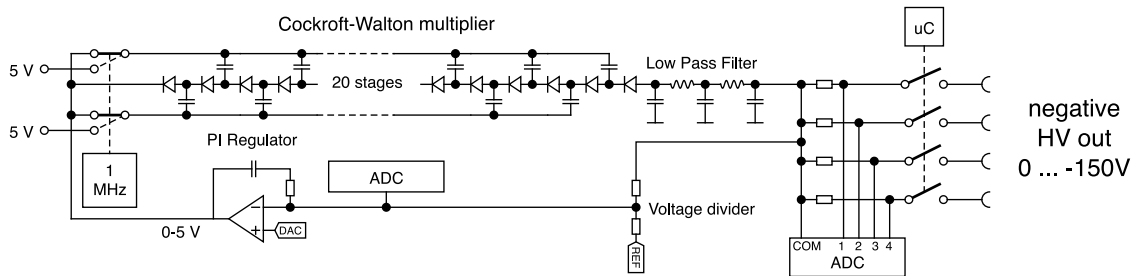 Cockroft-Walton multiplier
uC
5 V
20 stages
Low Pass Filter
5 V
PI Regulator
1
MHz
ADC
negative
HV out
0 ... -150V
Voltage divider
0-5 V
DAC
REF
COM 1 2 3 4
ADC
−
+